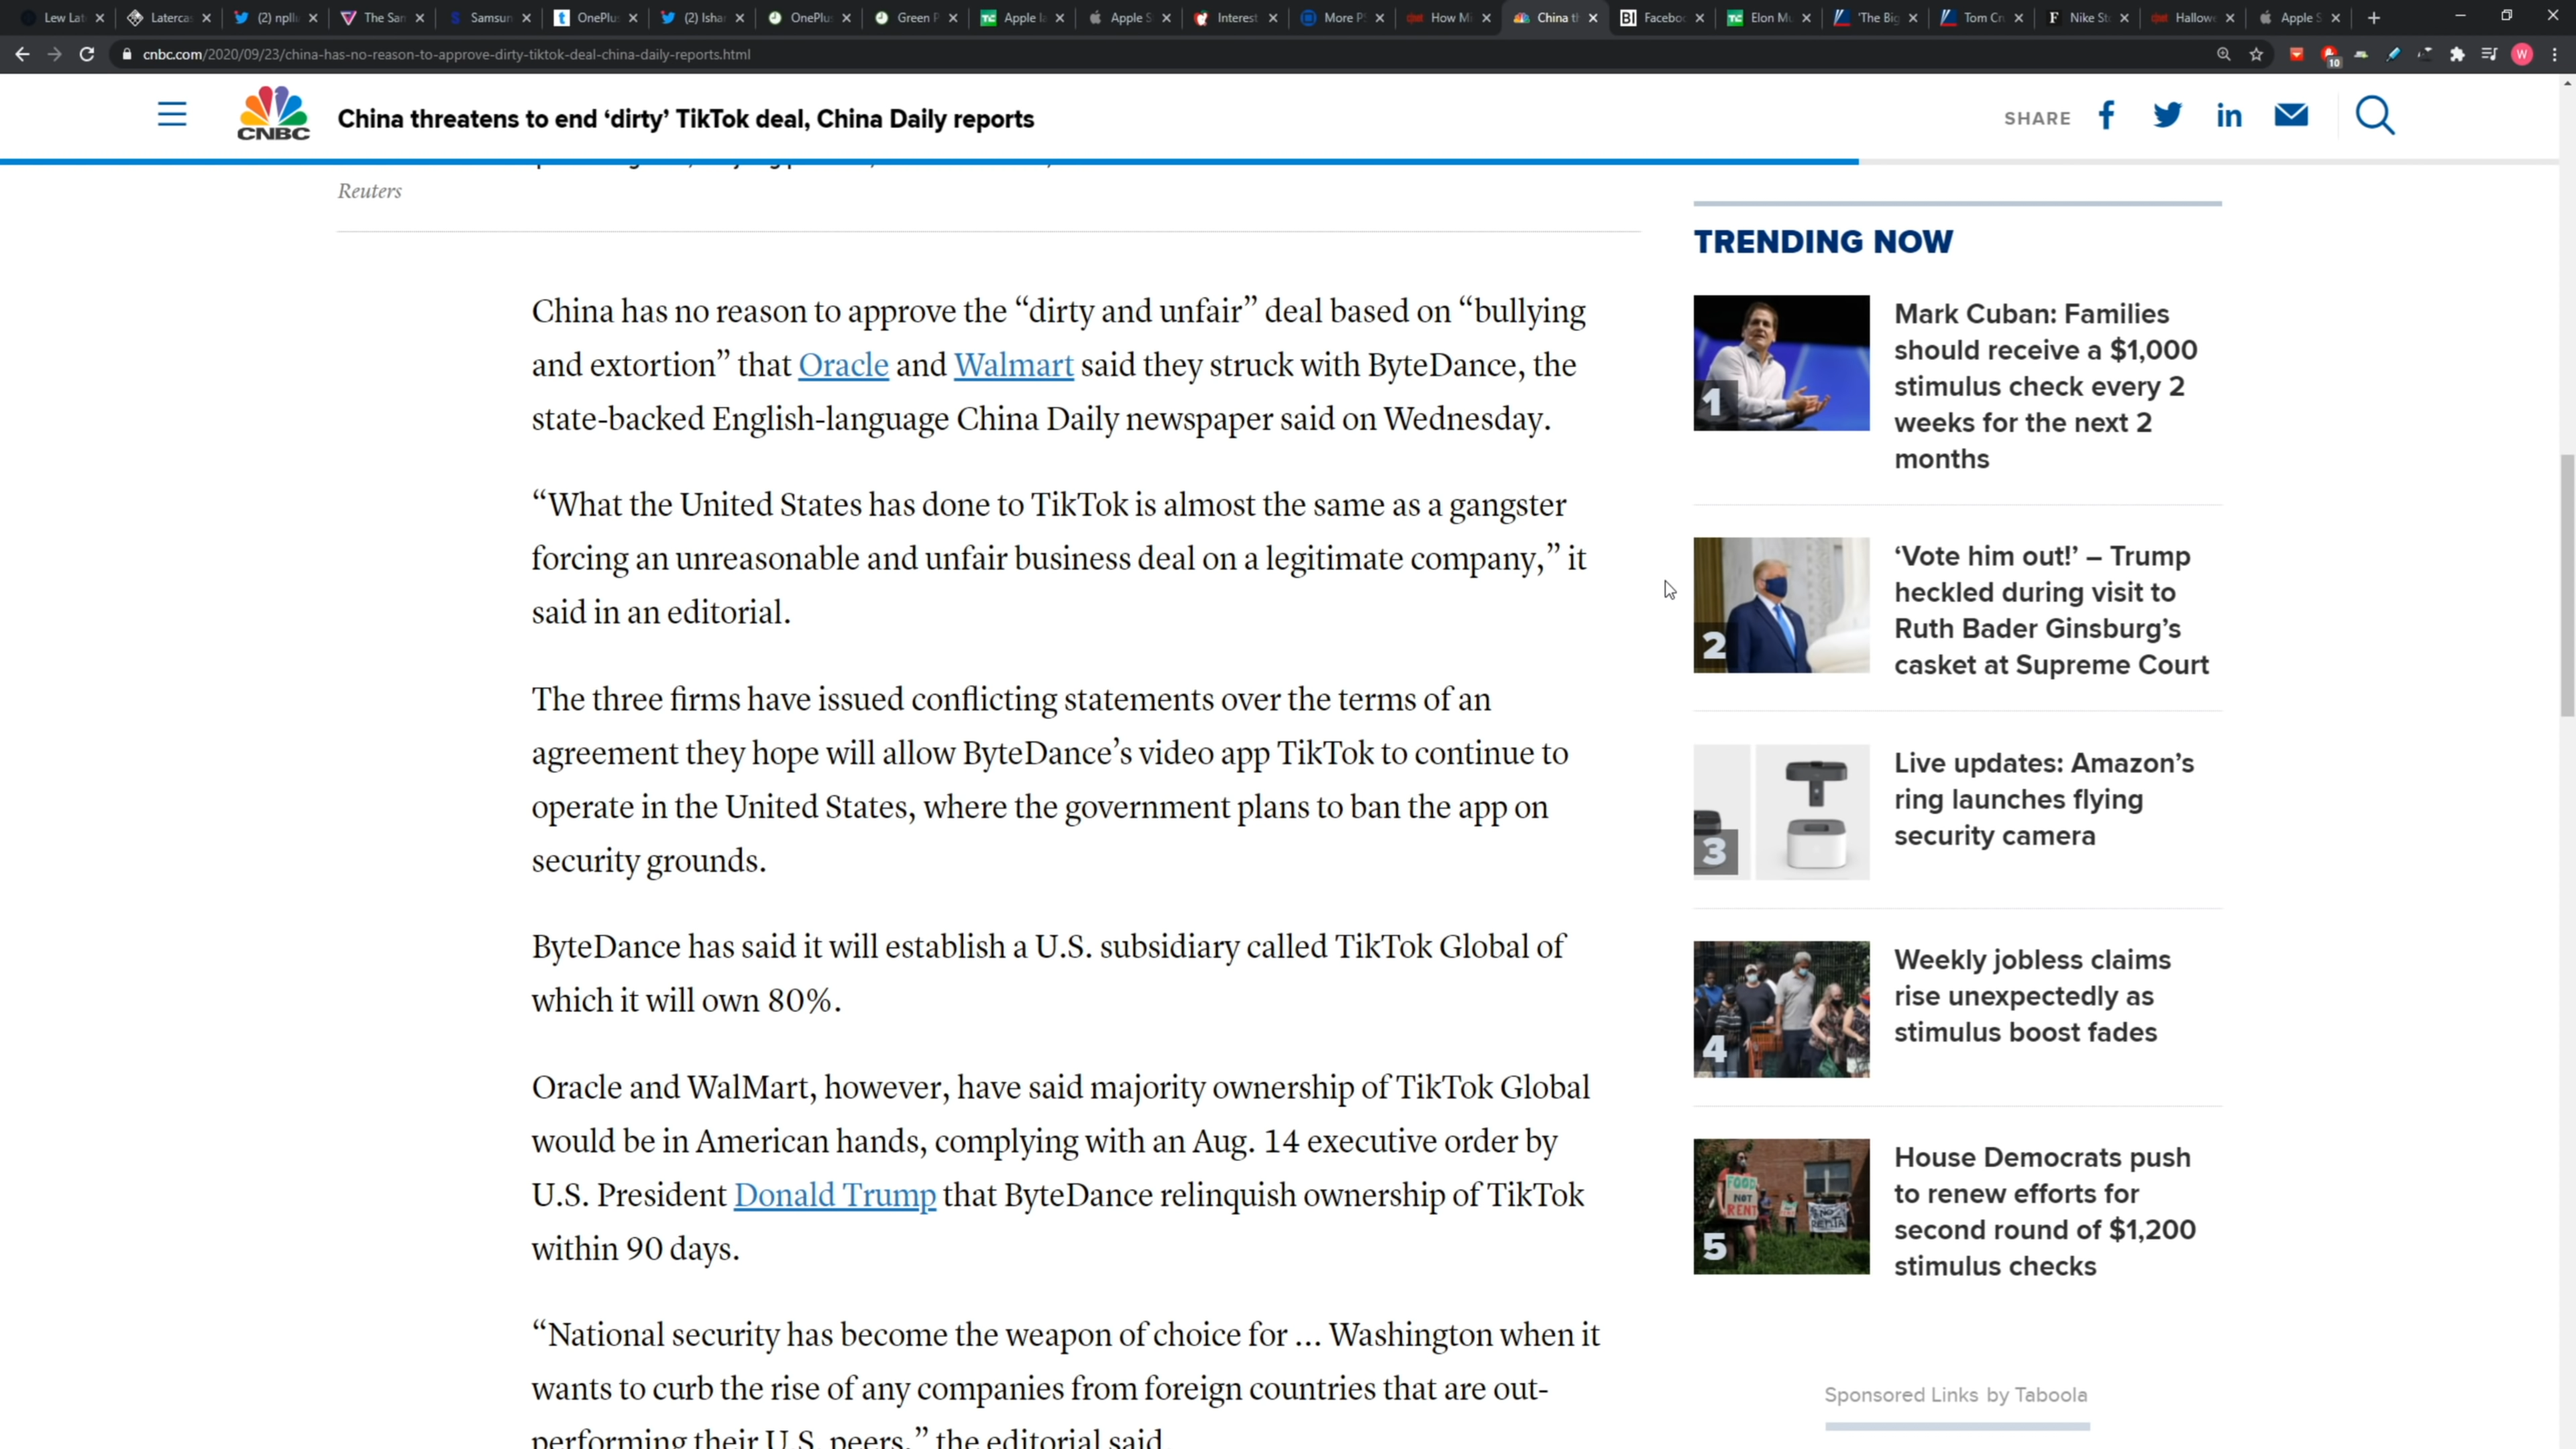 Lew Lat
Laterca
(2) npll
The San
Samsun
OnePlu
(2) Isha
OnePlu
Green P
Apple
Apple S
Interest
More P
How Mi
China t
Facebo
Elon M
'The Big
Tom Cr
Nike St
Hallow
Apple S
cnbc.com/2020/09/23/china-has-no-reason-to-approve-dirty-tiktok-deal-china-daily-reports.html
10
W
CNBC
China threatens to end ‘dirty’ TikTok deal, China Daily reports
SHARE
Reuters
China has no reason to approve the “dirty and unfair” deal based on “bullying
and extortion” that Oracle and Walmart said they struck with ByteDance, the
state-backed English-language China Daily newspaper said on Wednesday.
“What the United States has done to TikTok is almost the same as a gangster
forcing an unreasonable and unfair business deal on a legitimate company,” it
said in an editorial.
The three firms have issued conflicting statements over the terms of an
agreement they hope will allow ByteDance’s video app TikTok to continue to
operate in the United States, where the government plans to ban the app on
security grounds.
ByteDance has said it will establish a U.S. subsidiary called TikTok Global of
which it will own 80%.
Oracle and WalMart, however, have said majority ownership of TikTok Global
would be in American hands, complying with an Aug. 14 executive order by
U.S. President Donald Trump that ByteDance relinquish ownership of TikTok
within 90 days.
“National security has become the weapon of choice for … Washington when it
wants to curb the rise of any companies from foreign countries that are out-
performing their U.S. peers,” the editorial said
TRENDING NOW
1
Mark Cuban: Families
should receive a $1,000
stimulus check every 2
weeks for the next 2
months
2
‘Vote him out!’ – Trump
heckled during visit to
Ruth Bader Ginsburg’s
casket at Supreme Court
3
Live updates: Amazon’s
ring launches flying
security camera
4
Weekly jobless claims
rise unexpectedly as
stimulus boost fades
FOOD
NOT
RENT
5
House Democrats push
to renew efforts for
second round of $1,200
stimulus checks
Sponsored Links by Taboola